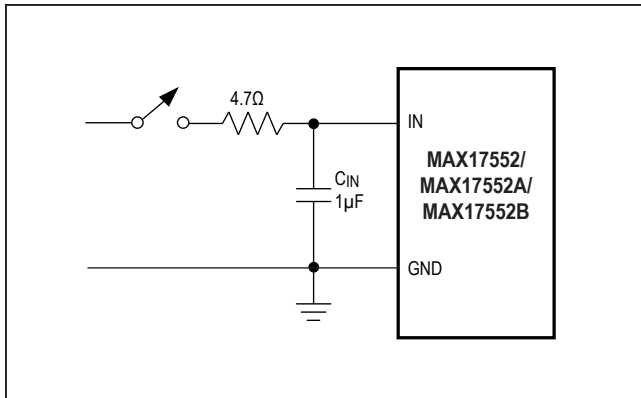 4.7Ω
IN
MAX17552/
MAX17552A/
MAX17552B
CIN
1µF
GND